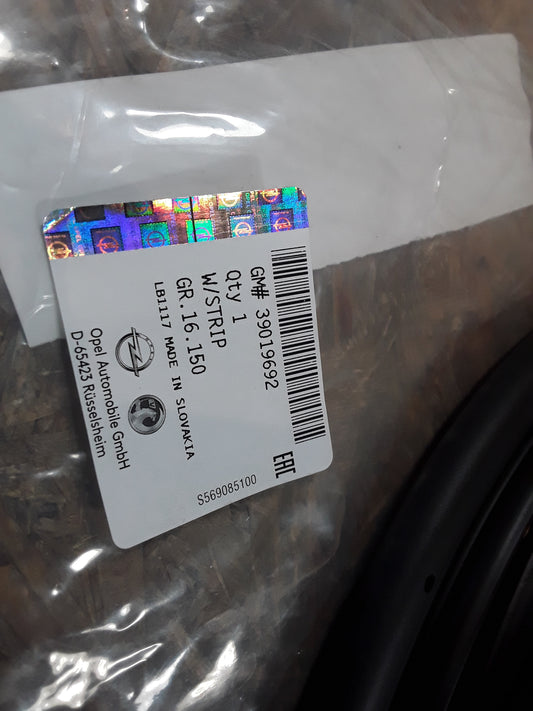 GM# 39019692
Qty 1
W/STRIP
GR.16.150
LB1117 MADE IN SLOVAKIA
EAC
Opel Automobile GmbH
D-65423 Rüsselsheim
S569085100